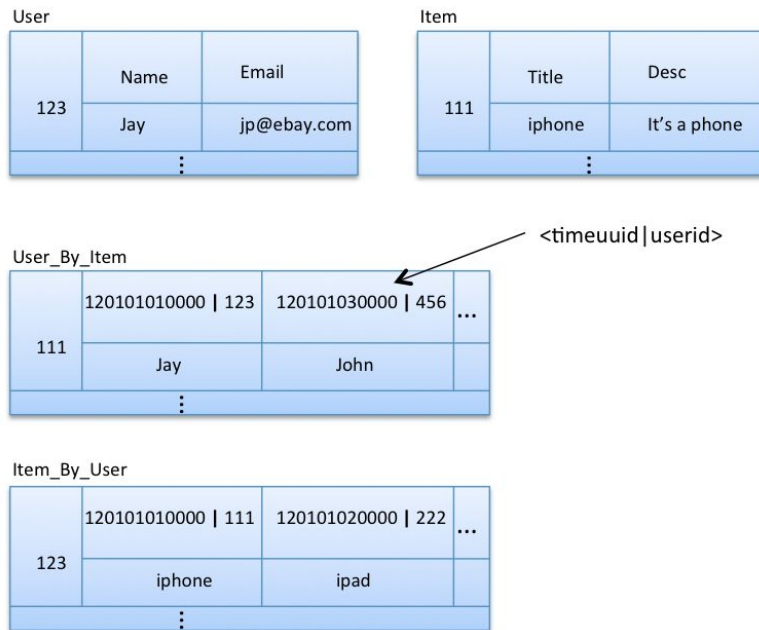 User
Item
Name Email
Title Desc
123
111
Jay jp@ebay.com
iphone It's a phone
<timeuuid|userid>
User_By_Item
120101010000 | 123 120101030000 | 456 ...
111
Jay John
Item_By_User
120101010000 | 111 120101020000 | 222 ...
123
iphone ipad